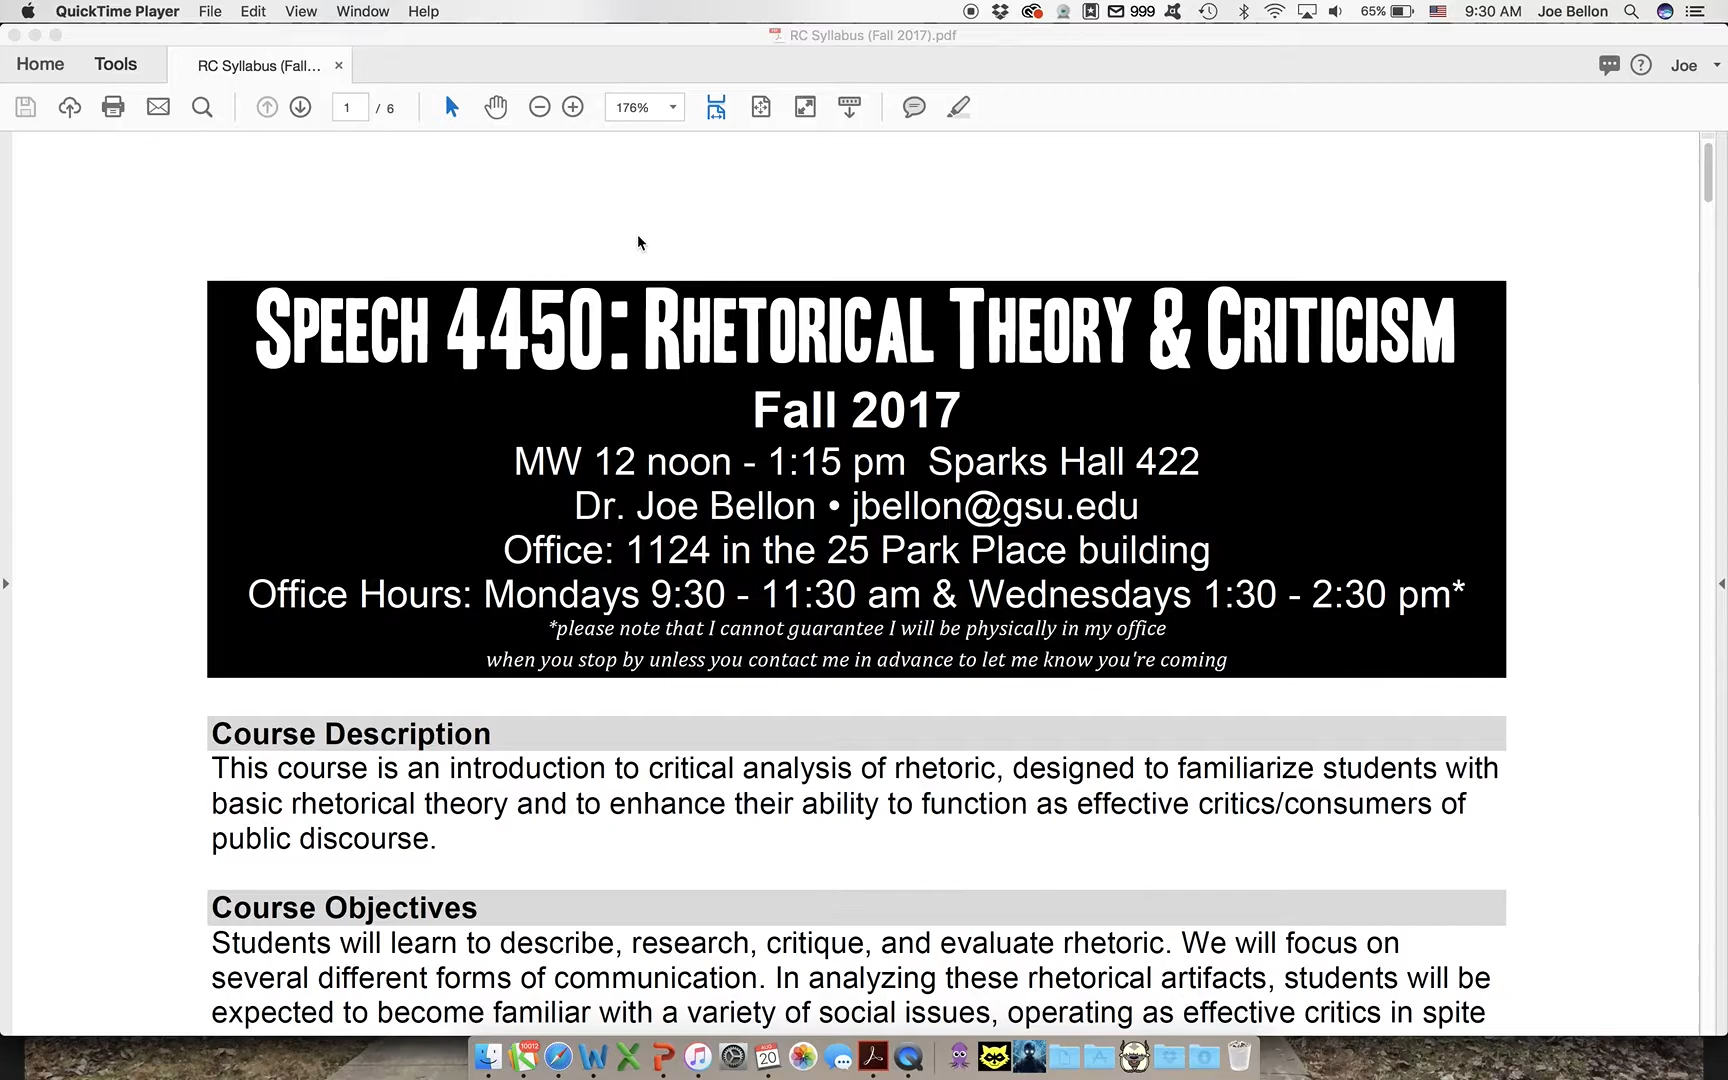 QuickTime Player File Edit View Window Help 999 65% 9:30 AM Joe Bellon
RC Syllabus (Fall 2017).pdf
Home Tools RC Syllabus (Fall... × ? Joe
1 / 6 176%
SPEECH 4450: RHETORICAL THEORY & CRITICISM
Fall 2017
MW 12 noon - 1:15 pm Sparks Hall 422
Dr. Joe Bellon • jbellon@gsu.edu
Office: 1124 in the 25 Park Place building
Office Hours: Mondays 9:30 - 11:30 am & Wednesdays 1:30 - 2:30 pm*
*please note that I cannot guarantee I will be physically in my office
when you stop by unless you contact me in advance to let me know you're coming
Course Description
This course is an introduction to critical analysis of rhetoric, designed to familiarize students with
basic rhetorical theory and to enhance their ability to function as effective critics/consumers of
public discourse.
Course Objectives
Students will learn to describe, research, critique, and evaluate rhetoric. We will focus on
several different forms of communication. In analyzing these rhetorical artifacts, students will be
expected to become familiar with a variety of social issues, operating as effective critics in spite
10012 W X P AUG 20